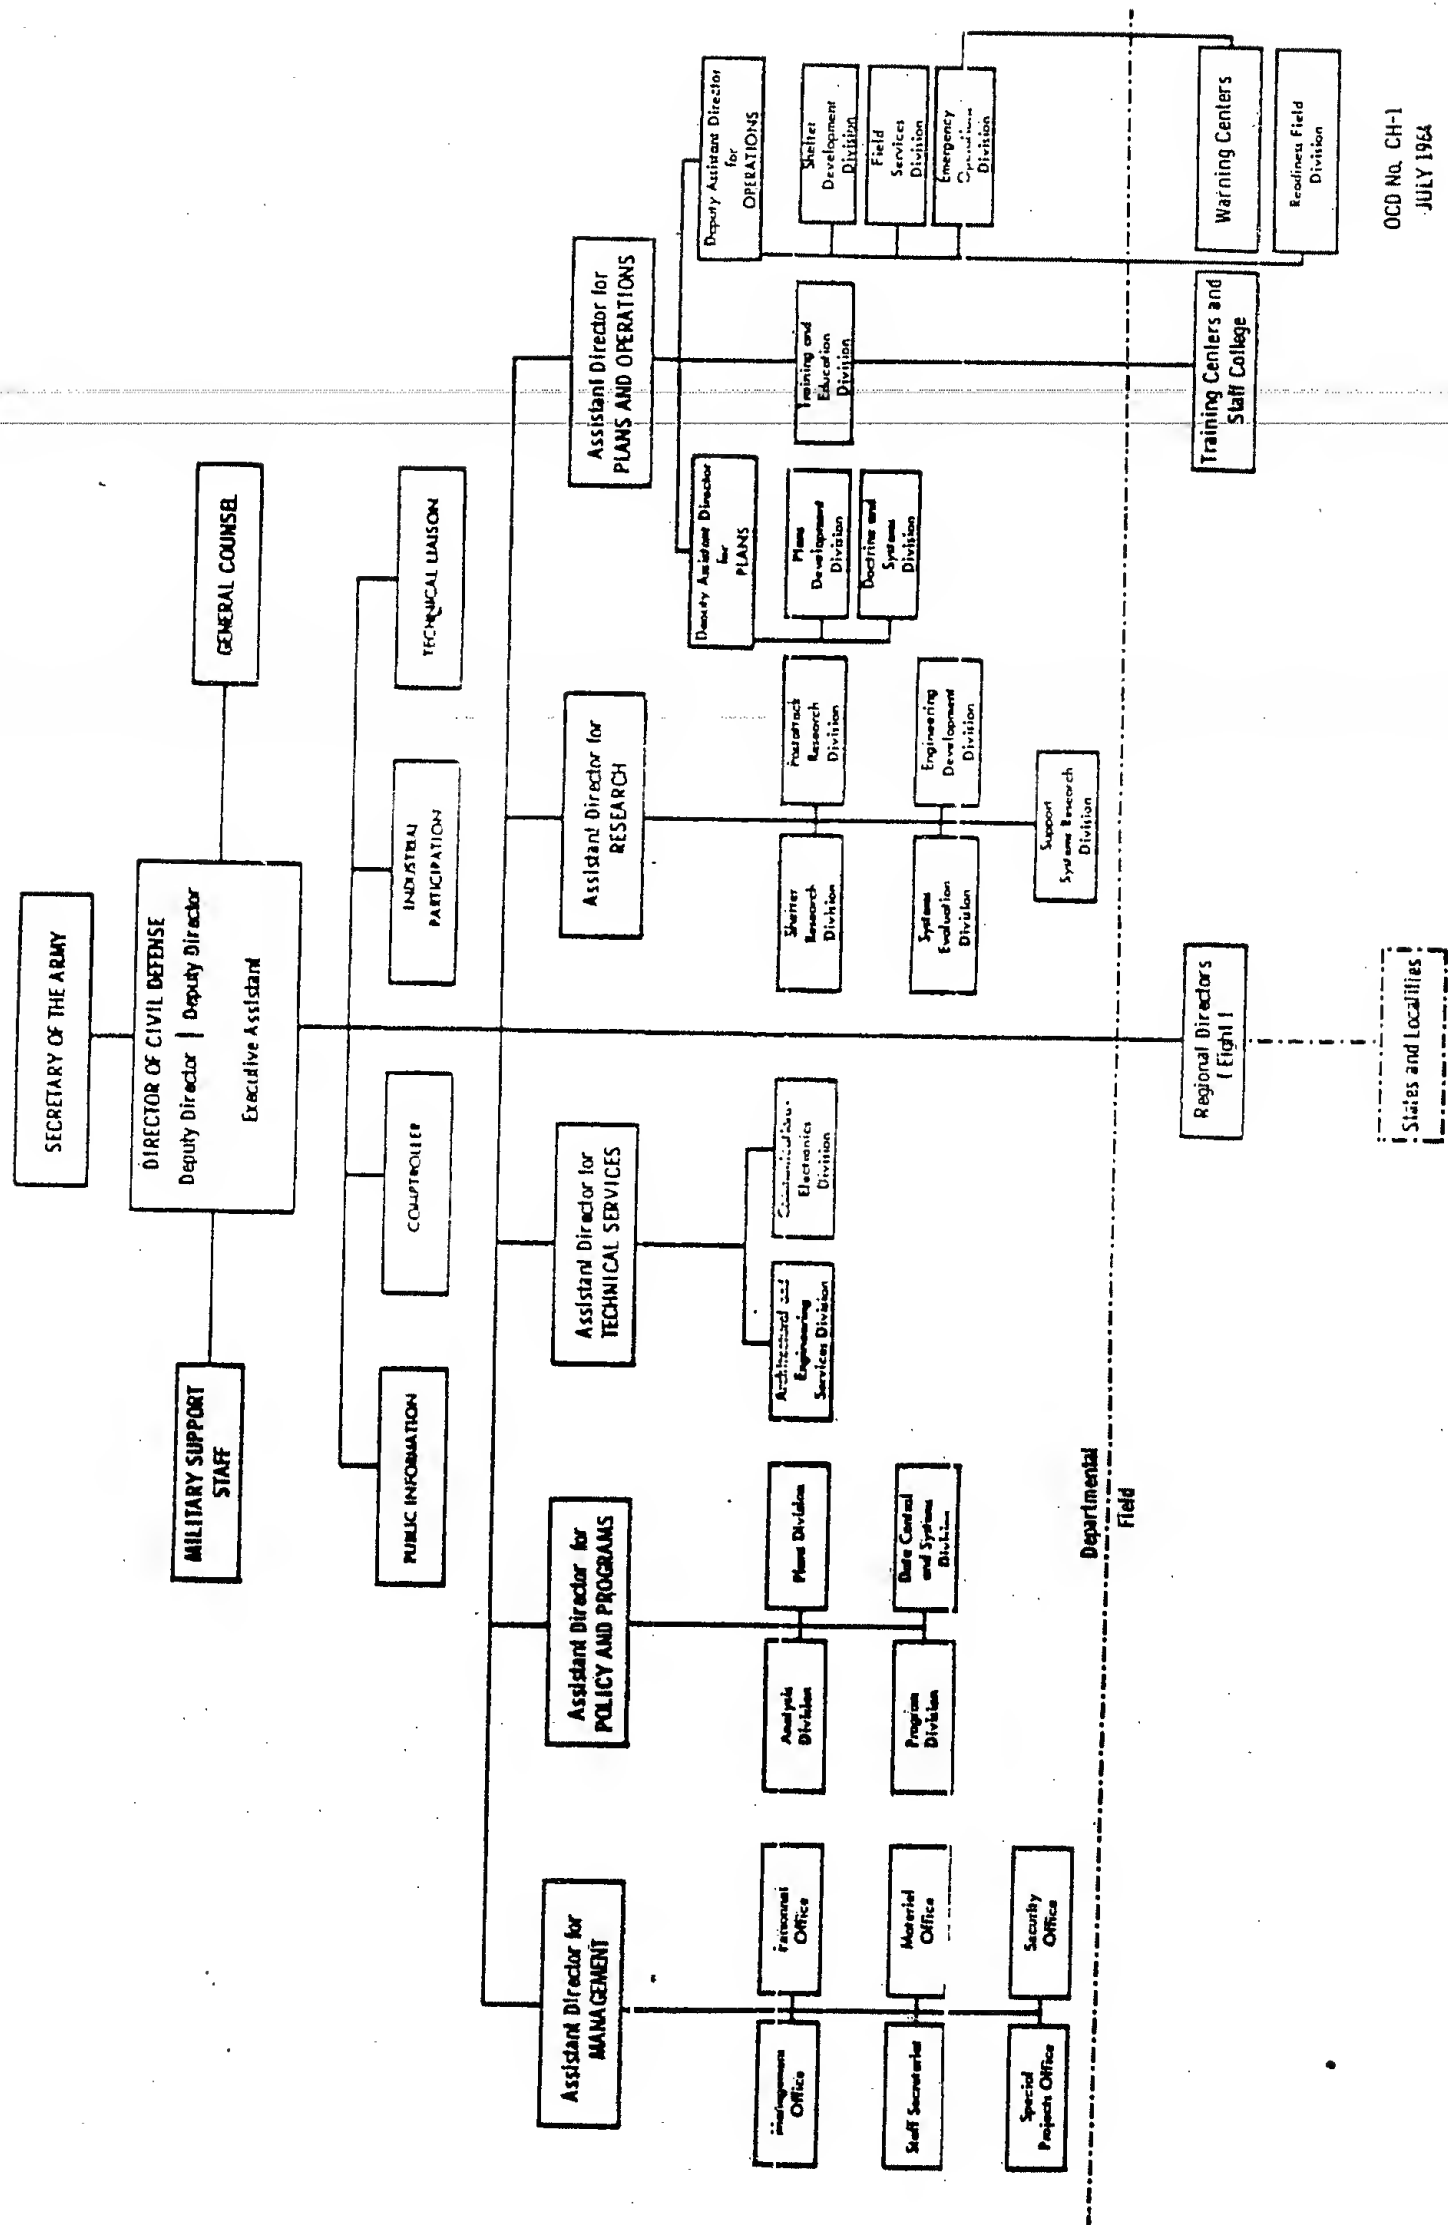 SECRETARY OF THE ARMY
MILITARY SUPPORT
STAFF
DIRECTOR OF CIVIL DEFENSE
Deputy Director | Deputy Director
Executive Assistant
GENERAL COUNSEL
PUBLIC INFORMATION
COMPTROLLER
INDUSTRIAL
PARTICIPATION
TECHNICAL LIAISON
Assistant Director for
MANAGEMENT
Assistant Director for
POLICY AND PROGRAMS
Assistant Director for
TECHNICAL SERVICES
Assistant Director for
RESEARCH
Assistant Director for
PLANS AND OPERATIONS
Management
Office
Personnel
Office
Staff Secretariat
Materiel
Office
Special
Projects Office
Security
Office
Analysis
Division
Plans Division
Program
Division
Data Control
and Systems
Division
Architectural and
Engineering
Services Division
Electronics
Division
Shelter
Research
Division
Postattack
Research
Division
Systems
Evaluation
Division
Engineering
Development
Division
Support
Systems Research
Division
Deputy Assistant Director
for
PLANS
Plans
Development
Division
Doctrine and
Systems
Division
Training and
Education
Division
Deputy Assistant Director
for
OPERATIONS
Shelter
Development
Division
Field
Services
Division
Emergency
Operations
Division
Departmental
Field
Regional Directors
( Eight )
States and Localities
Training Centers and
Staff College
Warning Centers
Readiness Field
Division
OCD No. CH-1
JULY 1964